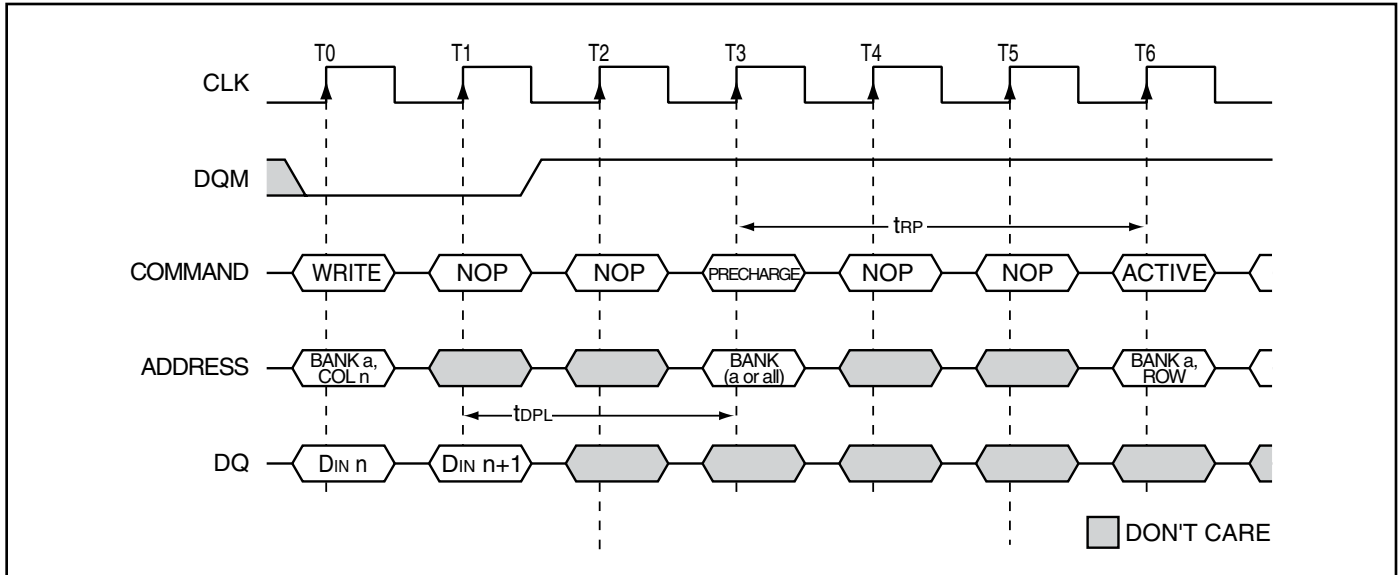 T0 T1 T2 T3 T4 T5 T6
CLK
DQM
tRP
COMMAND WRITE NOP NOP PRECHARGE NOP NOP ACTIVE
ADDRESS BANK a, COL n BANK (a or all) BANK a, ROW
tDPL
DQ DIN n DIN n+1
DON'T CARE